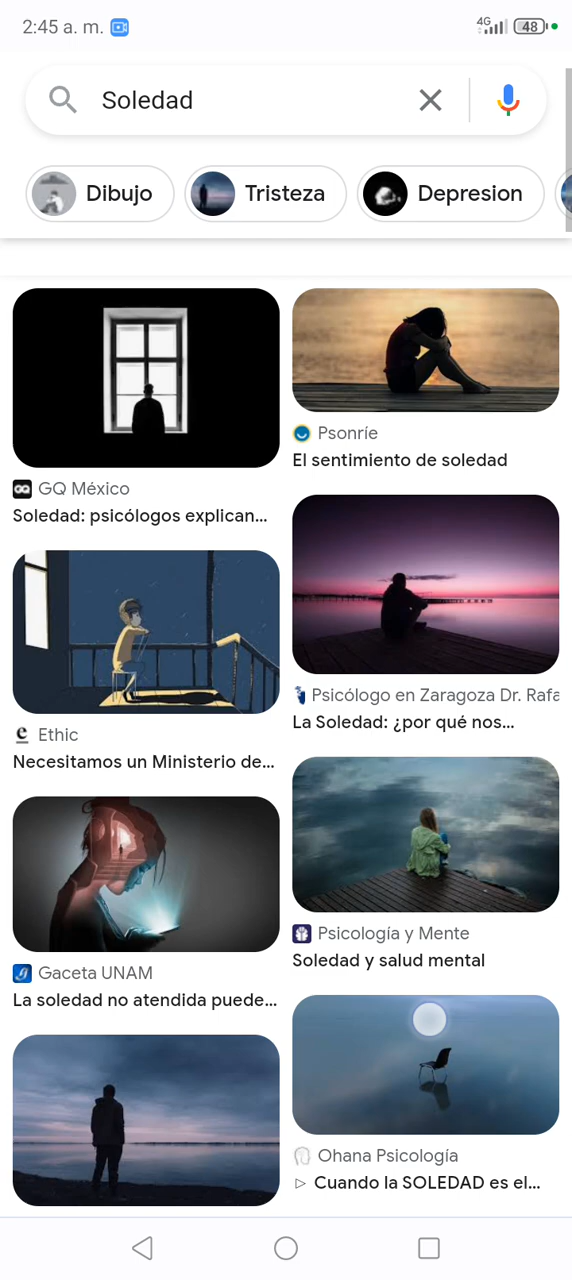 2:45 a. m.
4G
48
Soledad
Dibujo
Tristeza
Depresion
GQ México
Soledad: psicólogos explican...
Psonríe
El sentimiento de soledad
Ethic
Necesitamos un Ministerio de...
Psicólogo en Zaragoza Dr. Rafa
La Soledad: ¿por qué nos...
Gaceta UNAM
La soledad no atendida puede...
Psicología y Mente
Soledad y salud mental
Ohana Psicología
▷ Cuando la SOLEDAD es el...